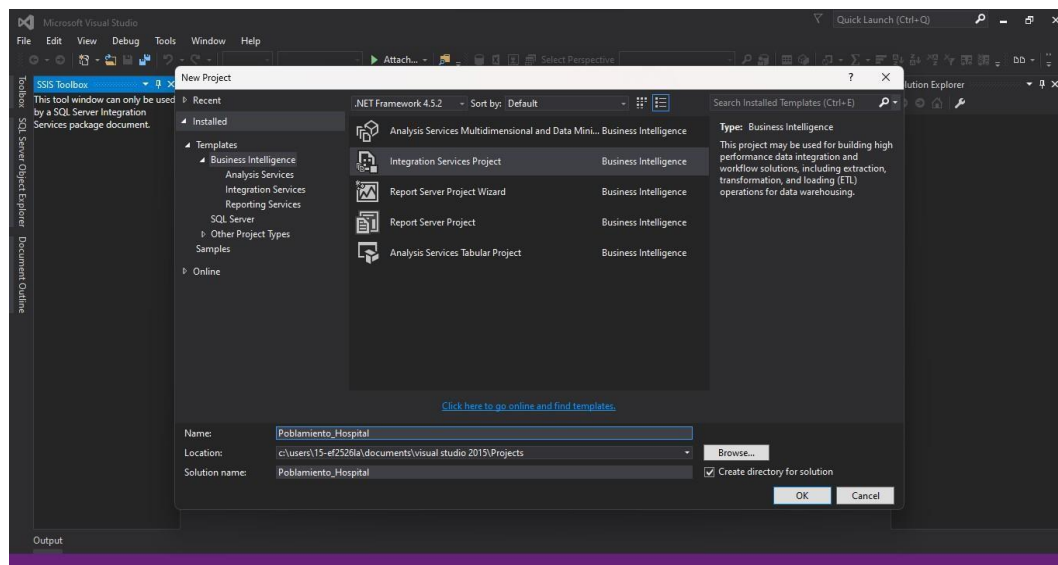 Microsoft Visual Studio
Quick Launch (Ctrl+Q)
File Edit View Debug Tools Window Help
Attach...
Select Perspective
Toolbox
SQL Server Object Explorer
Document Outline
SSIS Toolbox
This tool window can only be used
by a SQL Server Integration
Services package document.
New Project
? X
Recent
Installed
Templates
Business Intelligence
Analysis Services
Integration Services
Reporting Services
SQL Server
Other Project Types
Samples
Online
.NET Framework 4.5.2 Sort by: Default
Search Installed Templates (Ctrl+E)
Analysis Services Multidimensional and Data Mini... Business Intelligence
Integration Services Project Business Intelligence
Report Server Project Wizard Business Intelligence
Report Server Project Business Intelligence
Analysis Services Tabular Project Business Intelligence
Type: Business Intelligence
This project may be used for building high
performance data integration and
workflow solutions, including extraction,
transformation, and loading (ETL)
operations for data warehousing.
Click here to go online and find templates.
Name: Poblamiento_Hospital
Location: c:\users\15-ef2526la\documents\visual studio 2015\Projects
Browse...
Solution name: Poblamiento_Hospital
Create directory for solution
OK Cancel
lution Explorer
DD
Output